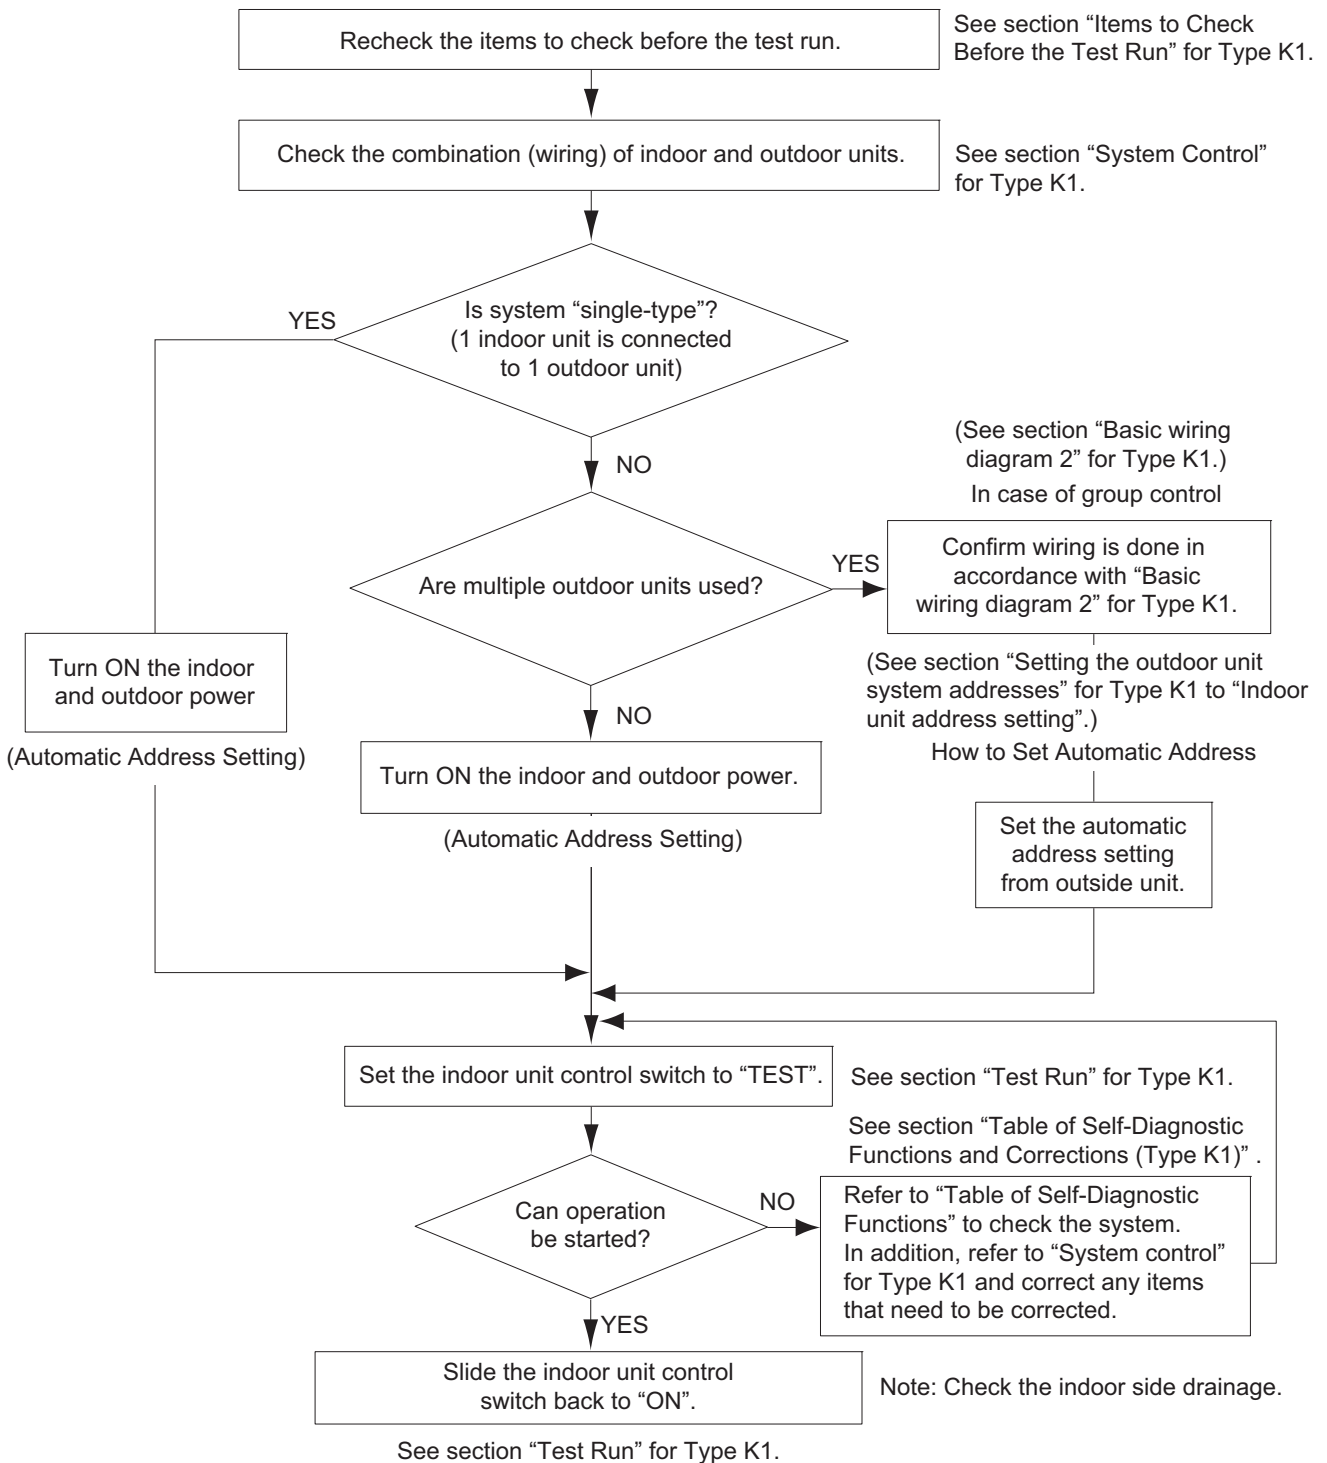 Recheck the items to check before the test run.
See section “Items to Check
Before the Test Run” for Type K1.
Check the combination (wiring) of indoor and outdoor units.
See section “System Control”
for Type K1.
Is system “single-type”?
(1 indoor unit is connected
to 1 outdoor unit)
YES
NO
(See section “Basic wiring
diagram 2” for Type K1.)
In case of group control
Are multiple outdoor units used?
YES
Confirm wiring is done in
accordance with “Basic
wiring diagram 2” for Type K1.
Turn ON the indoor
and outdoor power
(Automatic Address Setting)
NO
Turn ON the indoor and outdoor power.
(Automatic Address Setting)
(See section “Setting the outdoor unit
system addresses” for Type K1 to “Indoor
unit address setting”.)
How to Set Automatic Address
Set the automatic
address setting
from outside unit.
Set the indoor unit control switch to “TEST”.
See section “Test Run” for Type K1.
See section “Table of Self-Diagnostic
Functions and Corrections (Type K1)” .
Can operation
be started?
NO
Refer to “Table of Self-Diagnostic
Functions” to check the system.
In addition, refer to “System control”
for Type K1 and correct any items
that need to be corrected.
YES
Slide the indoor unit control
switch back to “ON”.
Note: Check the indoor side drainage.
See section “Test Run” for Type K1.